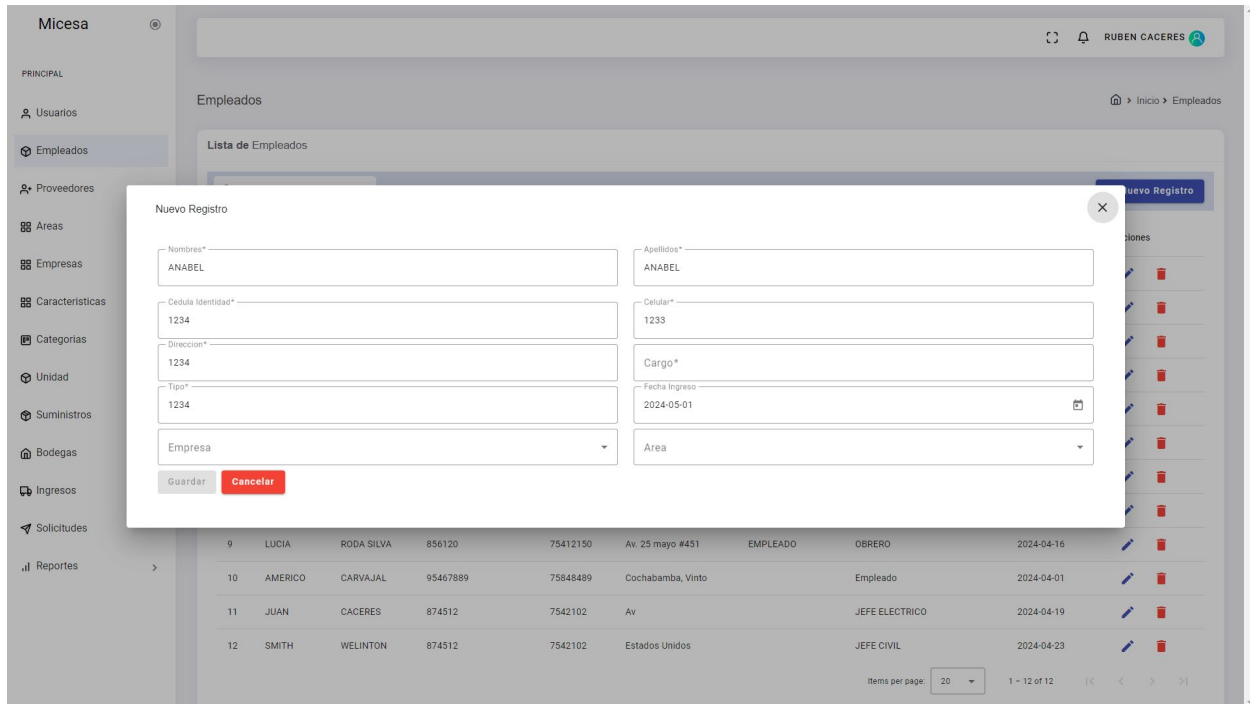 Micesa
RUBEN CACERES
PRINCIPAL
Usuarios
Empleados
Proveedores
Areas
Empresas
Caracteristicas
Categorias
Unidad
Suministros
Bodegas
Ingresos
Solicitudes
Reportes
Empleados
Inicio > Empleados
Lista de Empleados
Registro
Nuevo Registro
Nombres*
ANABEL
Apellidos*
ANABEL
Cedula Identidad*
1234
Celular*
1233
Direccion*
1234
Cargo*
Tipo*
1234
Fecha Ingreso
2024-05-01
Empresa
Area
Guardar Cancelar
9 LUCIA RODA SILVA 856120 75412150 Av. 25 mayo #451 EMPLEADO OBRERO 2024-04-16
10 AMERICO CARVAJAL 95467889 75848489 Cochabamba, Vinto Empleado 2024-04-01
11 JUAN CACERES 874512 7542102 Av JEFE ELECTRICO 2024-04-19
12 SMITH WELINTON 874512 7542102 Estados Unidos JEFE CIVIL 2024-04-23
Items per page: 20 1 – 12 of 12